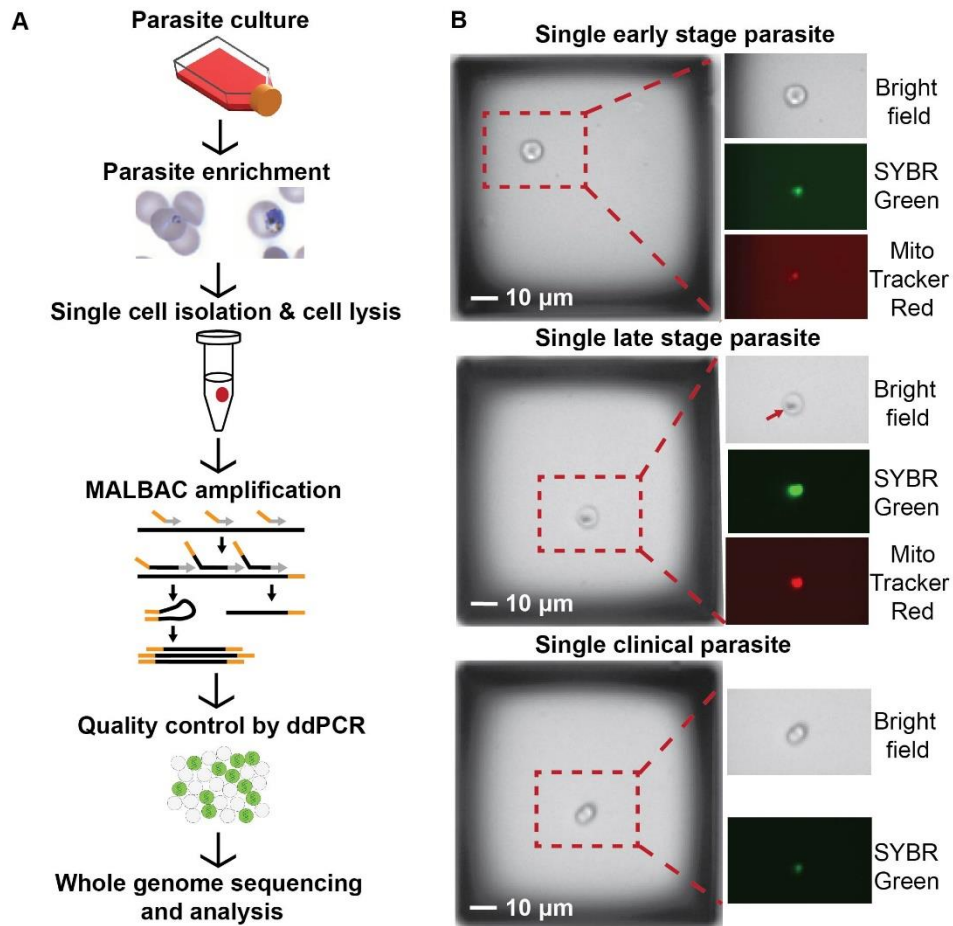 A
Parasite culture
Parasite enrichment
Single cell isolation & cell lysis
MALBAC amplification
Quality control by ddPCR
Whole genome sequencing
and analysis
B
Single early stage parasite
10 µm
Bright
field
SYBR
Green
Mito
Tracker
Red
Single late stage parasite
10 µm
Bright
field
SYBR
Green
Mito
Tracker
Red
Single clinical parasite
10 µm
Bright
field
SYBR
Green